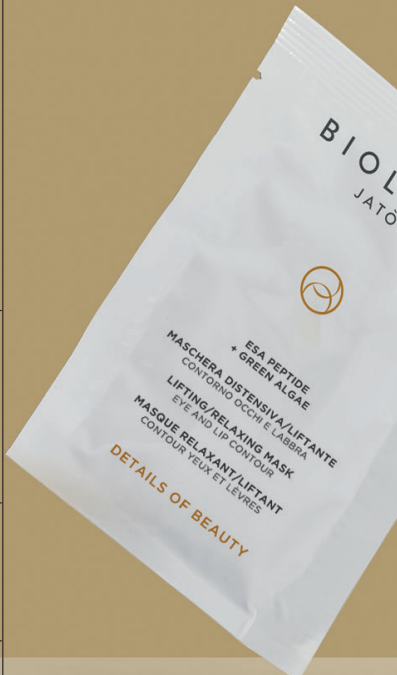 BIOL
JATÒ
ESA PEPTIDE
+ GREEN ALGAE
MASCHERA DISTENSIVA/LIFTANTE
CONTORNO OCCHI E LABBRA
LIFTING/RELAXING MASK
EYE AND LIP CONTOUR
MASQUE RELAXANT/LIFTANT
CONTOUR YEUX ET LÈVRES
DETAILS OF BEAUTY